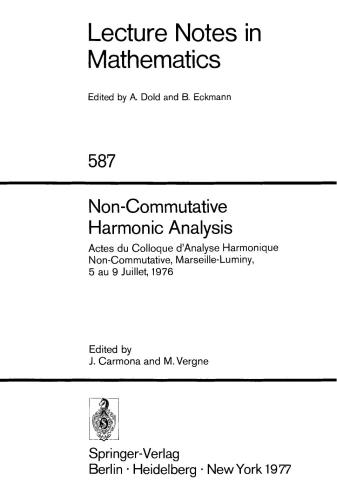 Lecture Notes in
Mathematics
Edited by A. Dold and B. Eckmann
587
Non-Commutative
Harmonic Analysis
Actes du Colloque d'Analyse Harmonique
Non-Commutative, Marseille-Luminy,
5 au 9 Juillet, 1976
Edited by
J. Carmona and M. Vergne
Springer-Verlag
Berlin · Heidelberg · New York 1977